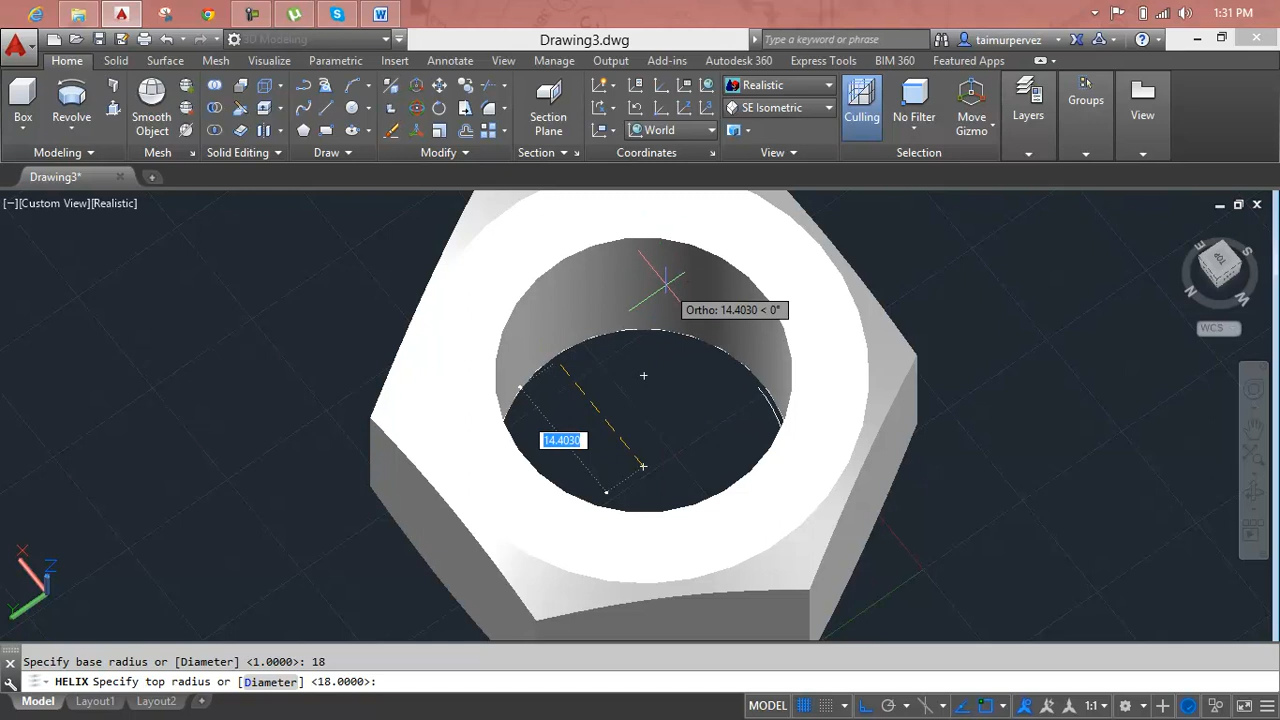 1:31 PM
3D Modeling
Drawing3.dwg
Type a keyword or phrase
taimurpervez
Home Solid Surface Mesh Visualize Parametric Insert Annotate View Manage Output Add-ins Autodesk 360 Express Tools BIM 360 Featured Apps
Box
Revolve
Smooth
Object
Section
Plane
World
Realistic
SE Isometric
Culling
No Filter
Move
Gizmo
Layers
Groups
View
Modeling Mesh Solid Editing Draw Modify Section Coordinates View Selection
Drawing3*
[−][Custom View][Realistic]
TOP
E
S
N
W
WCS
Ortho: 14.4030 < 0°
14.4030
X
Z
Y
Specify base radius or [Diameter] <1.0000>: 18
HELIX Specify top radius or [Diameter] <18.0000>:
Model Layout1 Layout2
MODEL
1:1